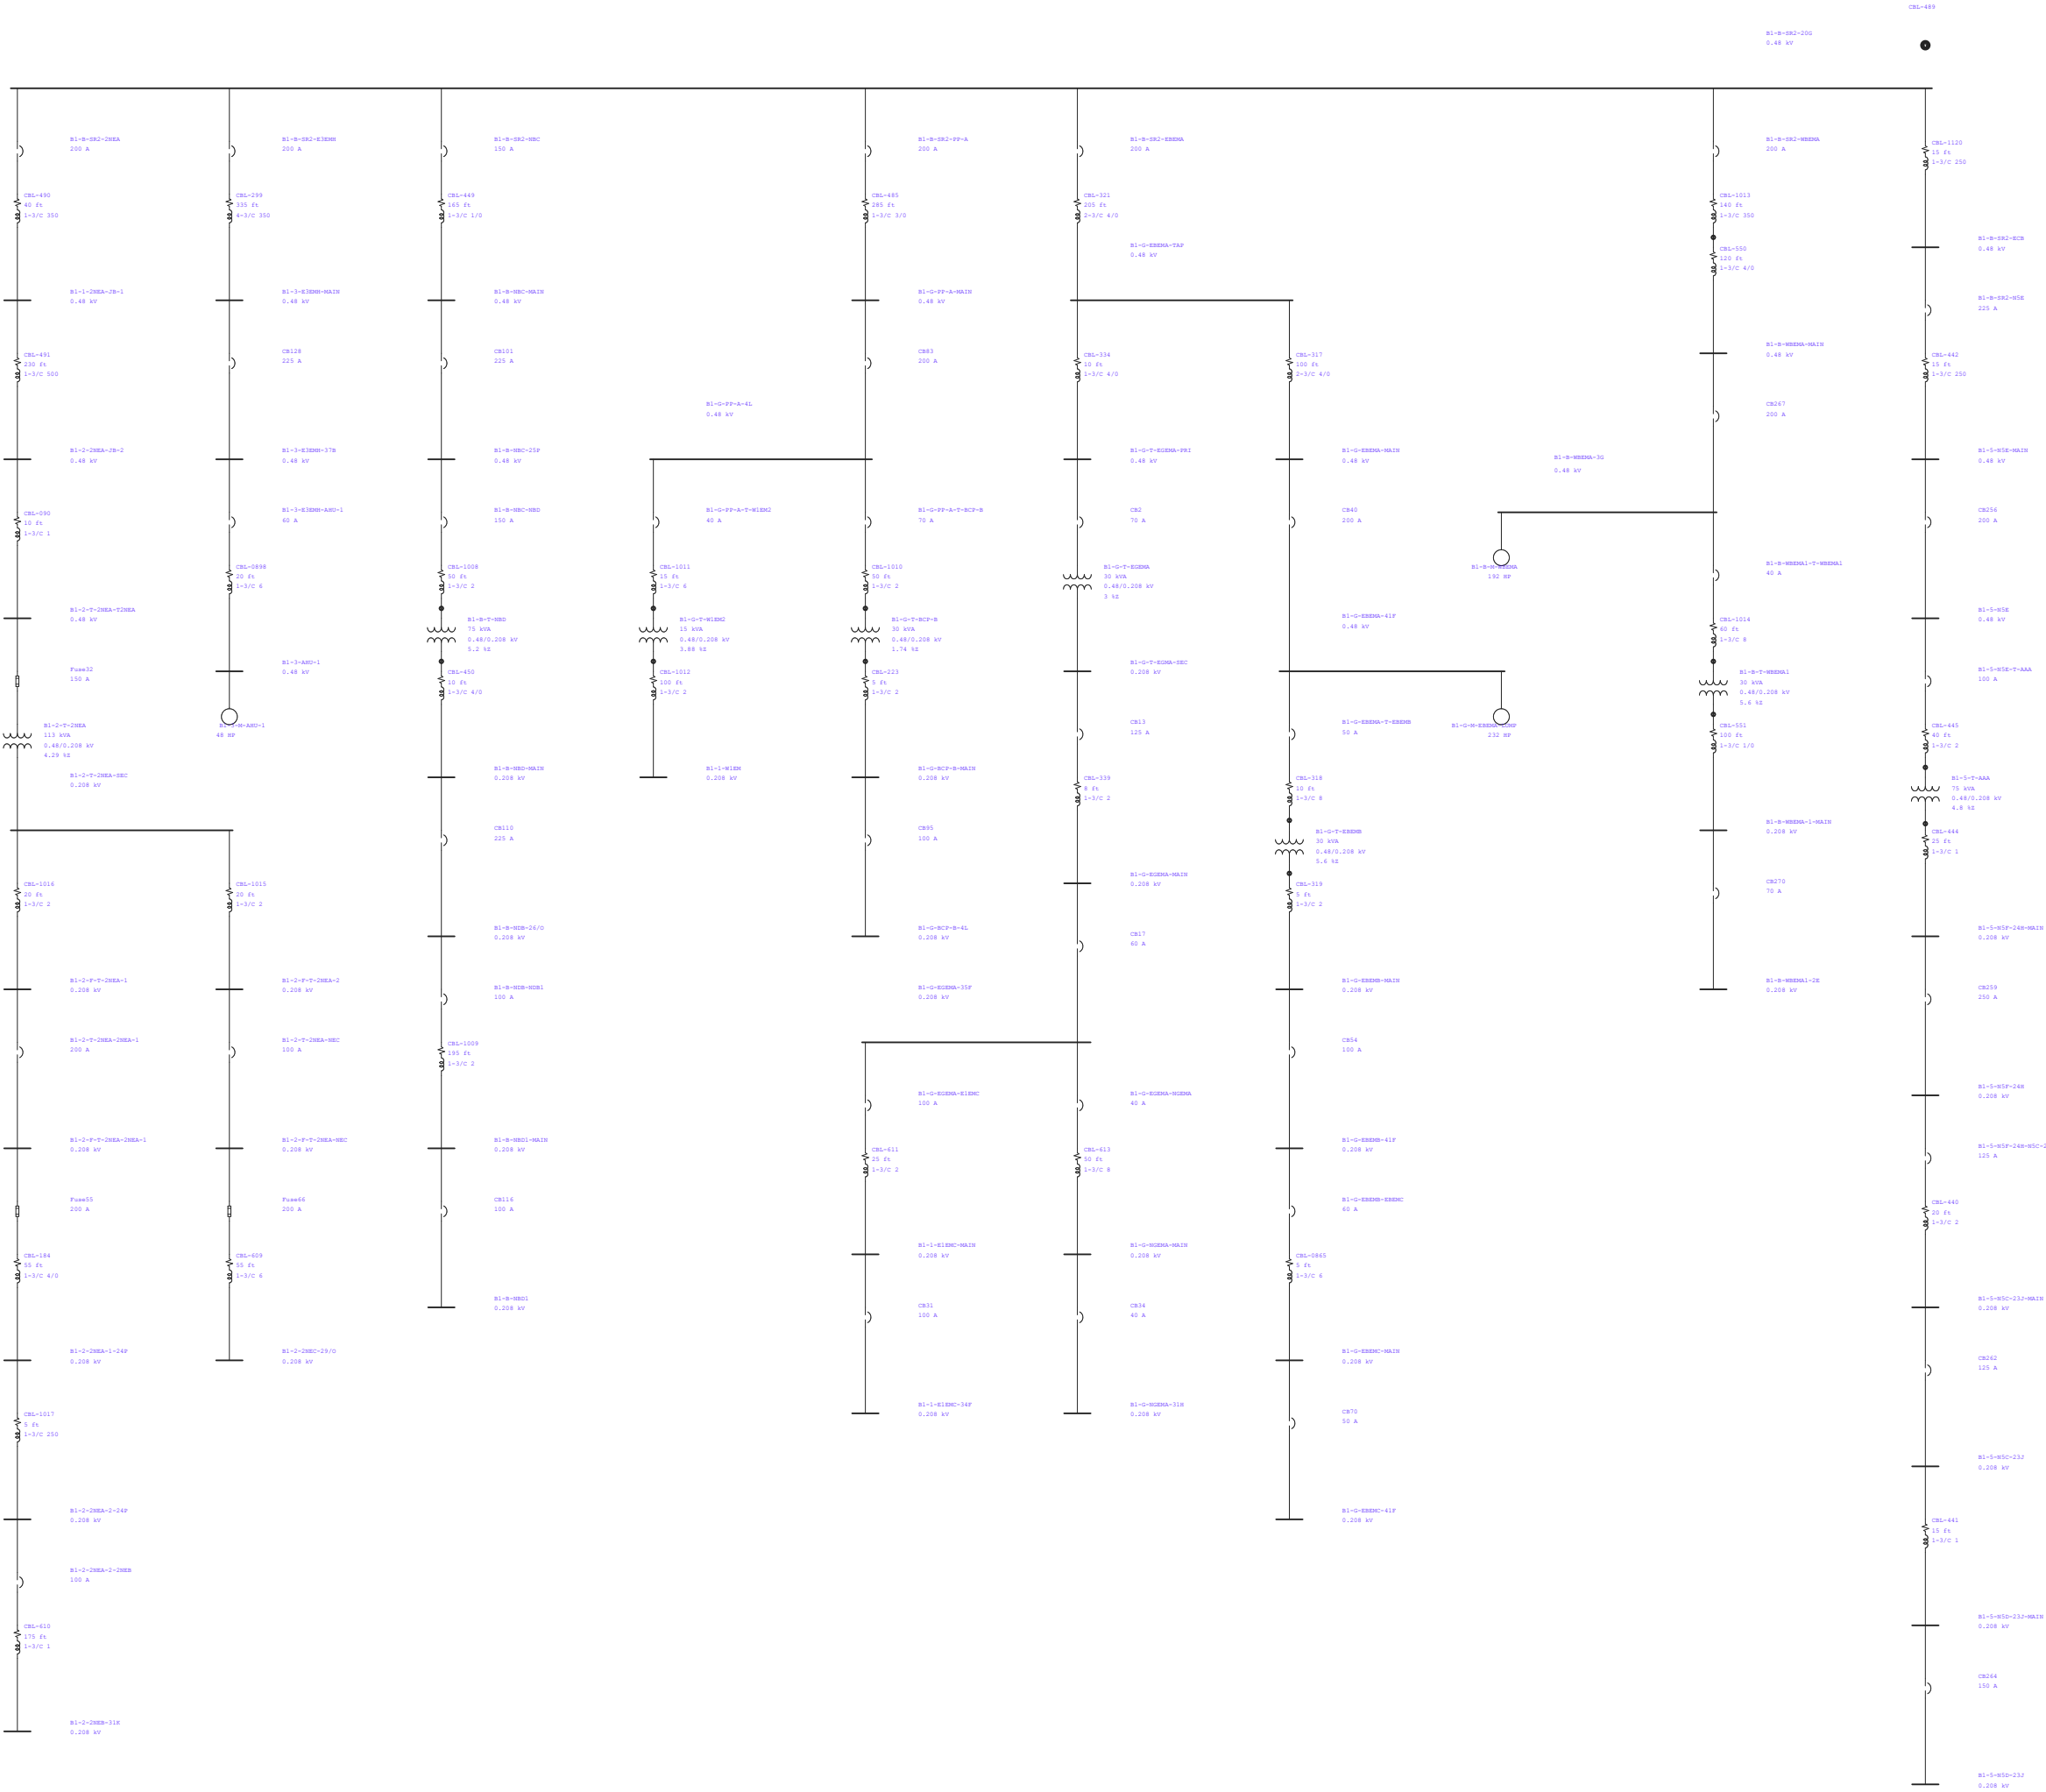 CBL-489
B1-B-SR2-20G
0.48 kV
B1-B-SR2-2NEA
200 A
B1-B-SR2-E3EMH
200 A
B1-B-SR2-NBC
150 A
B1-B-SR2-PP-A
200 A
B1-B-SR2-EBEMA
200 A
B1-B-SR2-WBEMA
200 A
CBL-1120
15 ft
1-3/C 250
CBL-490
40 ft
1-3/C 350
CBL-299
335 ft
4-3/C 350
CBL-449
165 ft
1-3/C 1/0
CBL-485
285 ft
1-3/C 3/0
CBL-321
205 ft
2-3/C 4/0
CBL-1013
140 ft
1-3/C 350
B1-G-EBEMA-TAP
0.48 kV
CBL-550
120 ft
1-3/C 4/0
B1-B-SR2-ECB
0.48 kV
B1-1-2NEA-JB-1
0.48 kV
B1-3-E3EMH-MAIN
0.48 kV
B1-B-NBC-MAIN
0.48 kV
B1-G-PP-A-MAIN
0.48 kV
B1-B-SR2-N5E
225 A
CBL-491
230 ft
1-3/C 500
CB128
225 A
CB101
225 A
CB83
200 A
CBL-334
10 ft
1-3/C 4/0
CBL-317
100 ft
2-3/C 4/0
B1-B-WBEMA-MAIN
0.48 kV
CBL-442
15 ft
1-3/C 250
B1-G-PP-A-4L
0.48 kV
CB267
200 A
B1-2-2NEA-JB-2
0.48 kV
B1-3-E3EMH-37B
0.48 kV
B1-B-NBC-25P
0.48 kV
B1-G-T-EGEMA-PRI
0.48 kV
B1-G-EBEMA-MAIN
0.48 kV
B1-B-WBEMA-3G
0.48 kV
B1-5-N5E-MAIN
0.48 kV
CBL-090
10 ft
1-3/C 1
B1-3-E3EMH-AHU-1
60 A
B1-B-NBC-NBD
150 A
B1-G-PP-A-T-W1EM2
40 A
B1-G-PP-A-T-BCP-B
70 A
CB2
70 A
CB40
200 A
CB256
200 A
CBL-0898
20 ft
1-3/C 6
CBL-1008
50 ft
1-3/C 2
CBL-1011
15 ft
1-3/C 6
CBL-1010
50 ft
1-3/C 2
B1-G-T-EGEMA
30 kVA
0.48/0.208 kV
3 %Z
B1-B-M-WBEMA
192 HP
B1-B-WBEMA1-T-WBEMA1
40 A
B1-2-T-2NEA-T2NEA
0.48 kV
B1-B-T-NBD
75 kVA
0.48/0.208 kV
5.2 %Z
B1-G-T-W1EM2
15 kVA
0.48/0.208 kV
3.88 %Z
B1-G-T-BCP-B
30 kVA
0.48/0.208 kV
1.74 %Z
B1-G-EBEMA-41F
0.48 kV
CBL-1014
60 ft
1-3/C 8
B1-5-N5E
0.48 kV
Fuse32
150 A
B1-3-AHU-1
0.48 kV
CBL-450
10 ft
1-3/C 4/0
CBL-1012
100 ft
1-3/C 2
CBL-223
5 ft
1-3/C 2
B1-G-T-EGMA-SEC
0.208 kV
B1-B-T-WBEMA1
30 kVA
0.48/0.208 kV
5.6 %Z
B1-5-N5E-T-AAA
100 A
B1-2-T-2NEA
113 kVA
0.48/0.208 kV
4.29 %Z
B1-3-M-AHU-1
48 HP
CB13
125 A
B1-G-EBEMA-T-EBEMB
50 A
B1-G-M-EBEMA-LUMP
232 HP
CBL-551
100 ft
1-3/C 1/0
CBL-445
40 ft
1-3/C 2
B1-2-T-2NEA-SEC
0.208 kV
B1-B-NBD-MAIN
0.208 kV
B1-1-W1EM
0.208 kV
B1-G-BCP-B-MAIN
0.208 kV
CBL-339
8 ft
1-3/C 2
CBL-318
10 ft
1-3/C 8
B1-5-T-AAA
75 kVA
0.48/0.208 kV
4.8 %Z
CB110
225 A
CB95
100 A
B1-G-T-EBEMB
30 kVA
0.48/0.208 kV
5.6 %Z
B1-B-WBEMA-1-MAIN
0.208 kV
CBL-444
25 ft
1-3/C 1
CBL-1016
20 ft
1-3/C 2
CBL-1015
20 ft
1-3/C 2
B1-G-EGEMA-MAIN
0.208 kV
CBL-319
5 ft
1-3/C 2
CB270
70 A
B1-B-NDB-26/O
0.208 kV
B1-G-BCP-B-4L
0.208 kV
CB17
60 A
B1-5-N5F-24H-MAIN
0.208 kV
B1-2-F-T-2NEA-1
0.208 kV
B1-2-F-T-2NEA-2
0.208 kV
B1-B-NDB-NDB1
100 A
B1-G-EGEMA-35F
0.208 kV
B1-G-EBEMB-MAIN
0.208 kV
B1-B-WBEMA1-2E
0.208 kV
CB259
250 A
B1-2-T-2NEA-2NEA-1
200 A
B1-2-T-2NEA-NEC
100 A
CBL-1009
195 ft
1-3/C 2
CB54
100 A
B1-G-EGEMA-E1EMC
100 A
B1-G-EGEMA-NGEMA
40 A
B1-5-N5F-24H
0.208 kV
B1-2-F-T-2NEA-2NEA-1
0.208 kV
B1-2-F-T-2NEA-NEC
0.208 kV
B1-B-NBD1-MAIN
0.208 kV
CBL-611
25 ft
1-3/C 2
CBL-613
50 ft
1-3/C 8
B1-G-EBEMB-41F
0.208 kV
B1-5-N5F-24H-N5C-2
125 A
Fuse55
200 A
Fuse66
200 A
CB116
100 A
B1-G-EBEMB-EBEMC
60 A
CBL-440
20 ft
1-3/C 2
CBL-184
55 ft
1-3/C 4/0
CBL-609
55 ft
1-3/C 6
B1-1-E1EMC-MAIN
0.208 kV
B1-G-NGEMA-MAIN
0.208 kV
CBL-0865
5 ft
1-3/C 6
B1-B-NBD1
0.208 kV
CB31
100 A
CB34
40 A
B1-5-N5C-23J-MAIN
0.208 kV
B1-2-2NEA-1-24P
0.208 kV
B1-2-2NEC-29/O
0.208 kV
B1-G-EBEMC-MAIN
0.208 kV
CB262
125 A
CBL-1017
5 ft
1-3/C 250
B1-1-E1EMC-34F
0.208 kV
B1-G-NGEMA-31H
0.208 kV
CB70
50 A
B1-5-N5C-23J
0.208 kV
B1-2-2NEA-2-24P
0.208 kV
B1-G-EBEMC-41F
0.208 kV
CBL-441
15 ft
1-3/C 1
B1-2-2NEA-2-2NEB
100 A
CBL-610
175 ft
1-3/C 1
B1-5-N5D-23J-MAIN
0.208 kV
CB264
150 A
B1-2-2NEB-31K
0.208 kV
B1-5-N5D-23J
0.208 kV